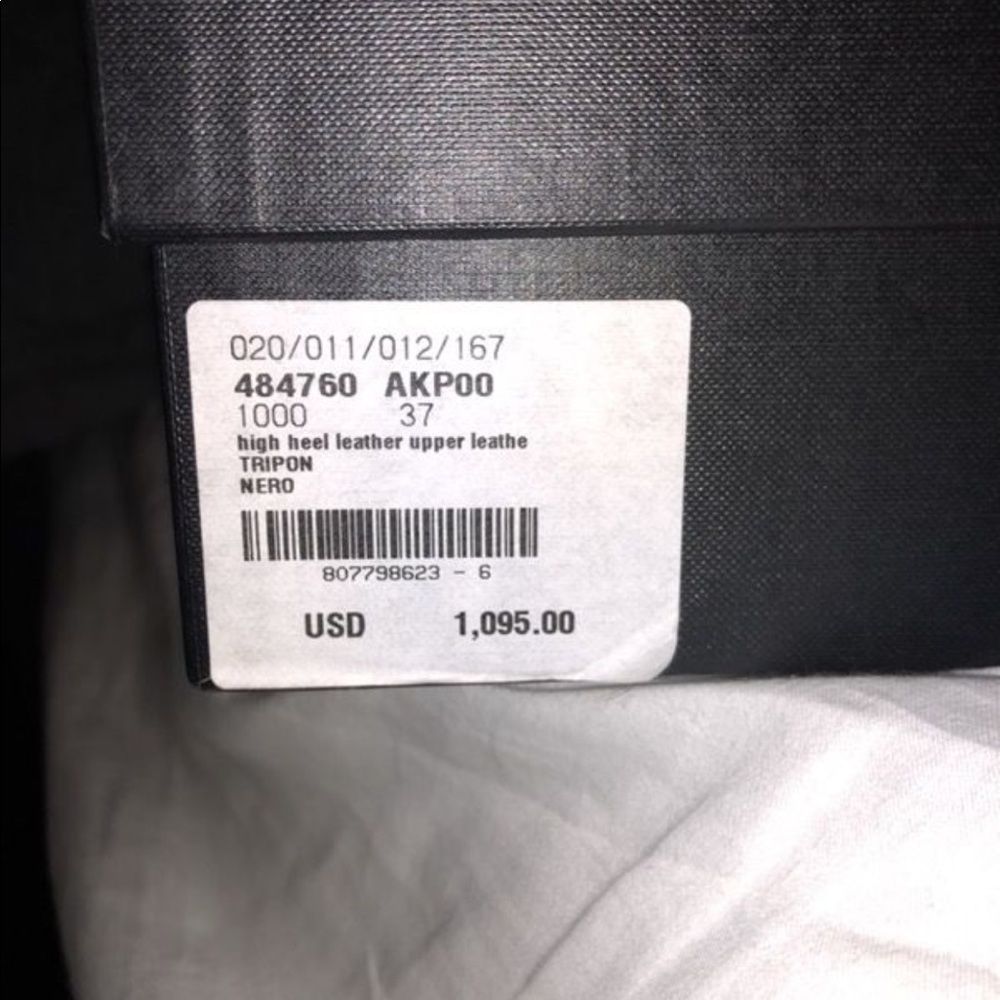 020/011/012/167
484760 AKP00
1000 37
high heel leather upper leathe
TRIPON
NERO
807798623 - 6
USD 1,095.00